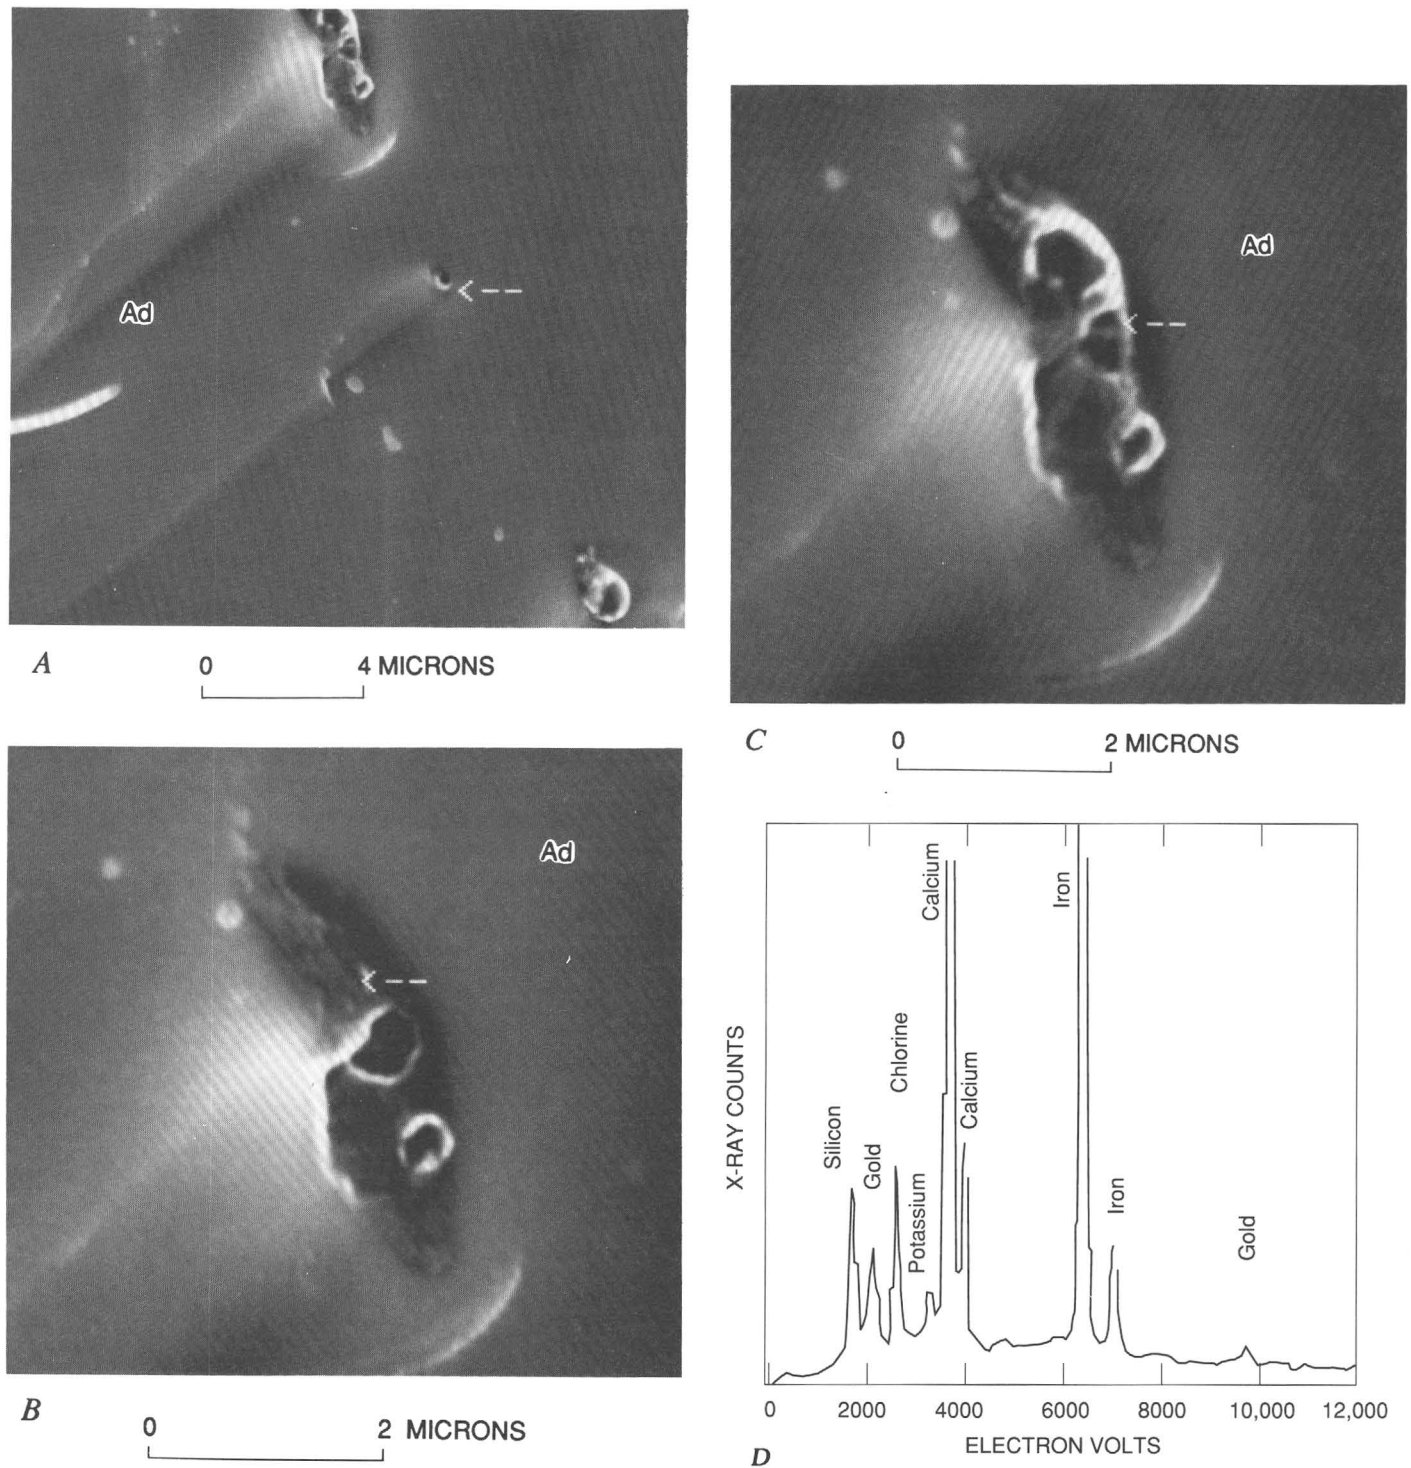 Ad
A
0 4 MICRONS
Ad
B
0 2 MICRONS
Ad
C
0 2 MICRONS
X-RAY COUNTS
Silicon
Gold
Chlorine
Potassium
Calcium
Calcium
Iron
Iron
Gold
0 2000 4000 6000 8000 10,000 12,000
ELECTRON VOLTS
D